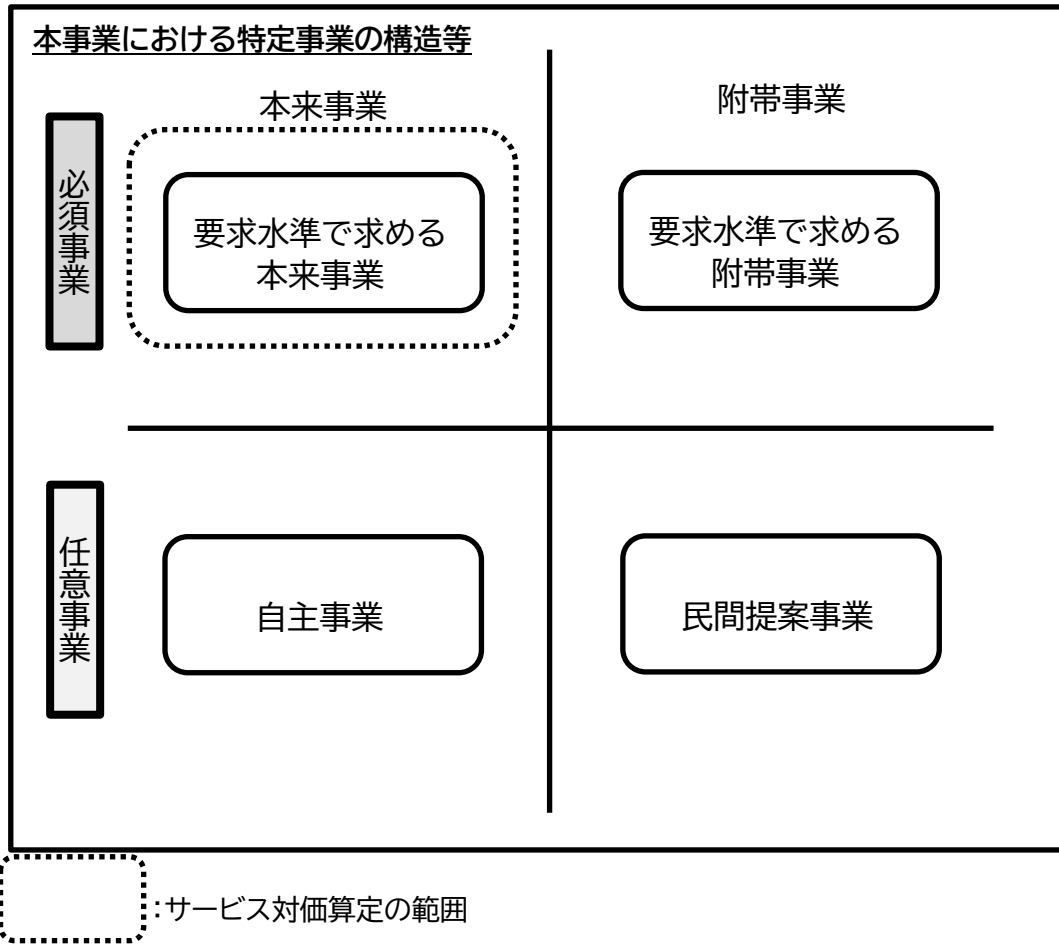 本事業における特定事業の構造等
本来事業
附帯事業
必須事業
要求水準で求める
本来事業
要求水準で求める
附帯事業
任意事業
自主事業
民間提案事業
：サービス対価算定の範囲